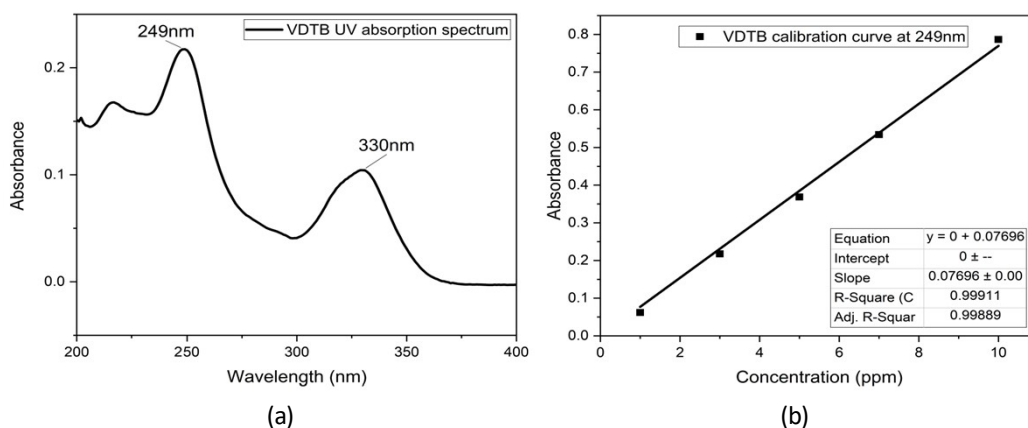 VDTB UV absorption spectrum
249nm
330nm
0.2
0.1
0.0
Absorbance
200
250
300
350
400
Wavelength (nm)
(a)
VDTB calibration curve at 249nm
0.8
0.7
0.6
0.5
0.4
0.3
0.2
0.1
0.0
Absorbance
Equation y = 0 + 0.07696
Intercept 0 ± --
Slope 0.07696 ± 0.00
R-Square (C 0.99911
Adj. R-Squar 0.99889
0
2
4
6
8
10
Concentration (ppm)
(b)